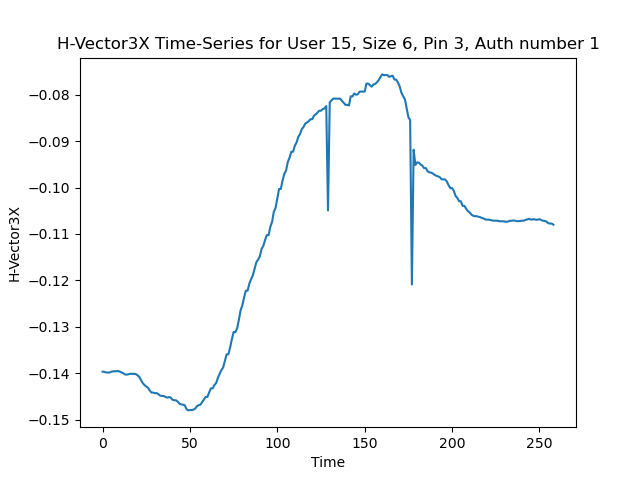 H-Vector3X Time-Series for User 15, Size 6, Pin 3, Auth number 1
H-Vector3X
−0.08
−0.09
−0.10
−0.11
−0.12
−0.13
−0.14
−0.15
0 50 100 150 200 250
Time